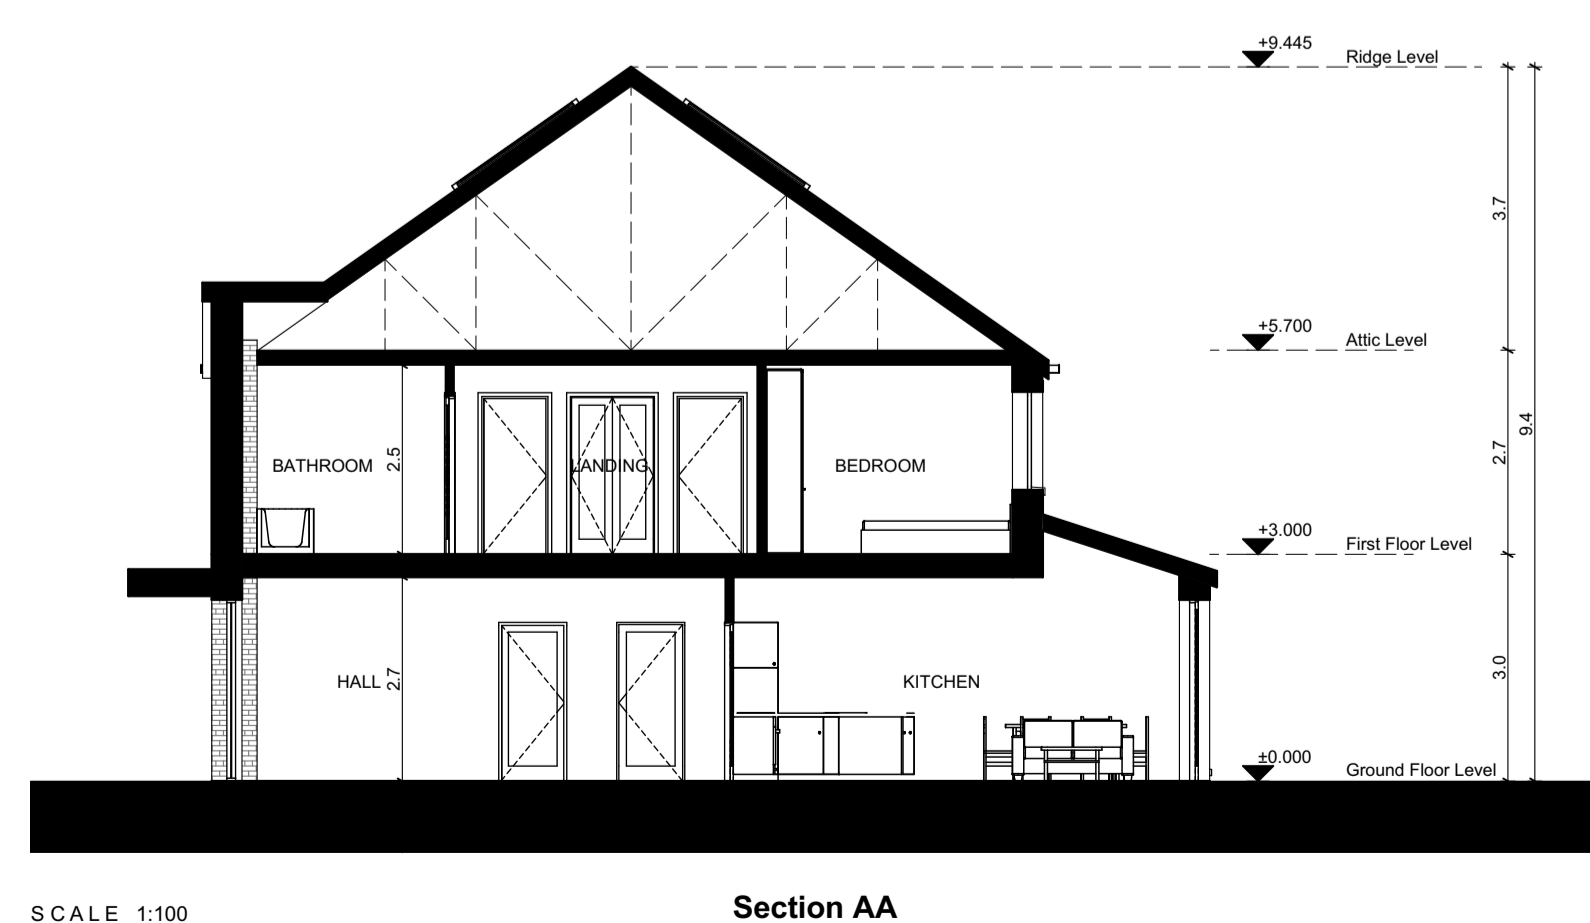 +9.445
Ridge Level
3.7
+5.700
Attic Level
9.4
BATHROOM
2.5
LANDING
BEDROOM
2.7
+3.000
First Floor Level
HALL
2.7
KITCHEN
3.0
±0.000
Ground Floor Level
SCALE 1:100
Section AA